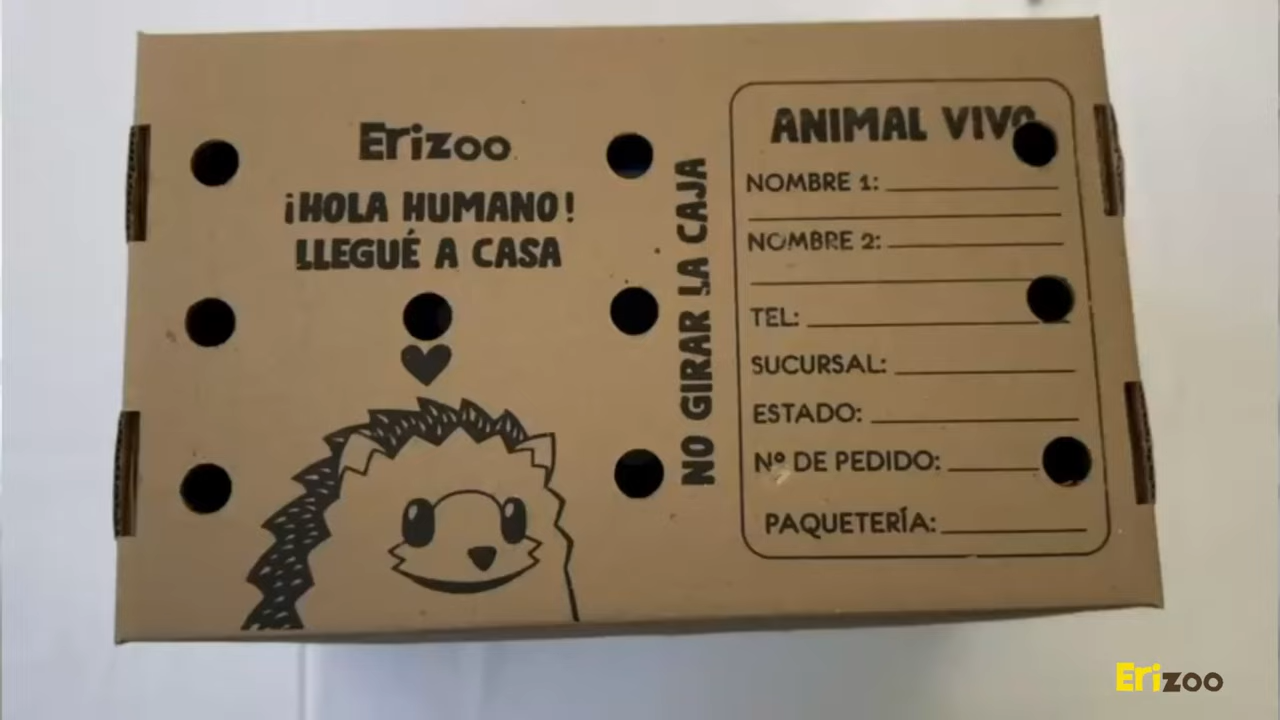 Erizoo
¡HOLA HUMANO!
LLEGUÉ A CASA
NO GIRAR LA CAJA
ANIMAL VIVO
NOMBRE 1:
NOMBRE 2:
TEL:
SUCURSAL:
ESTADO:
Nº DE PEDIDO:
PAQUETERÍA:
Erizoo